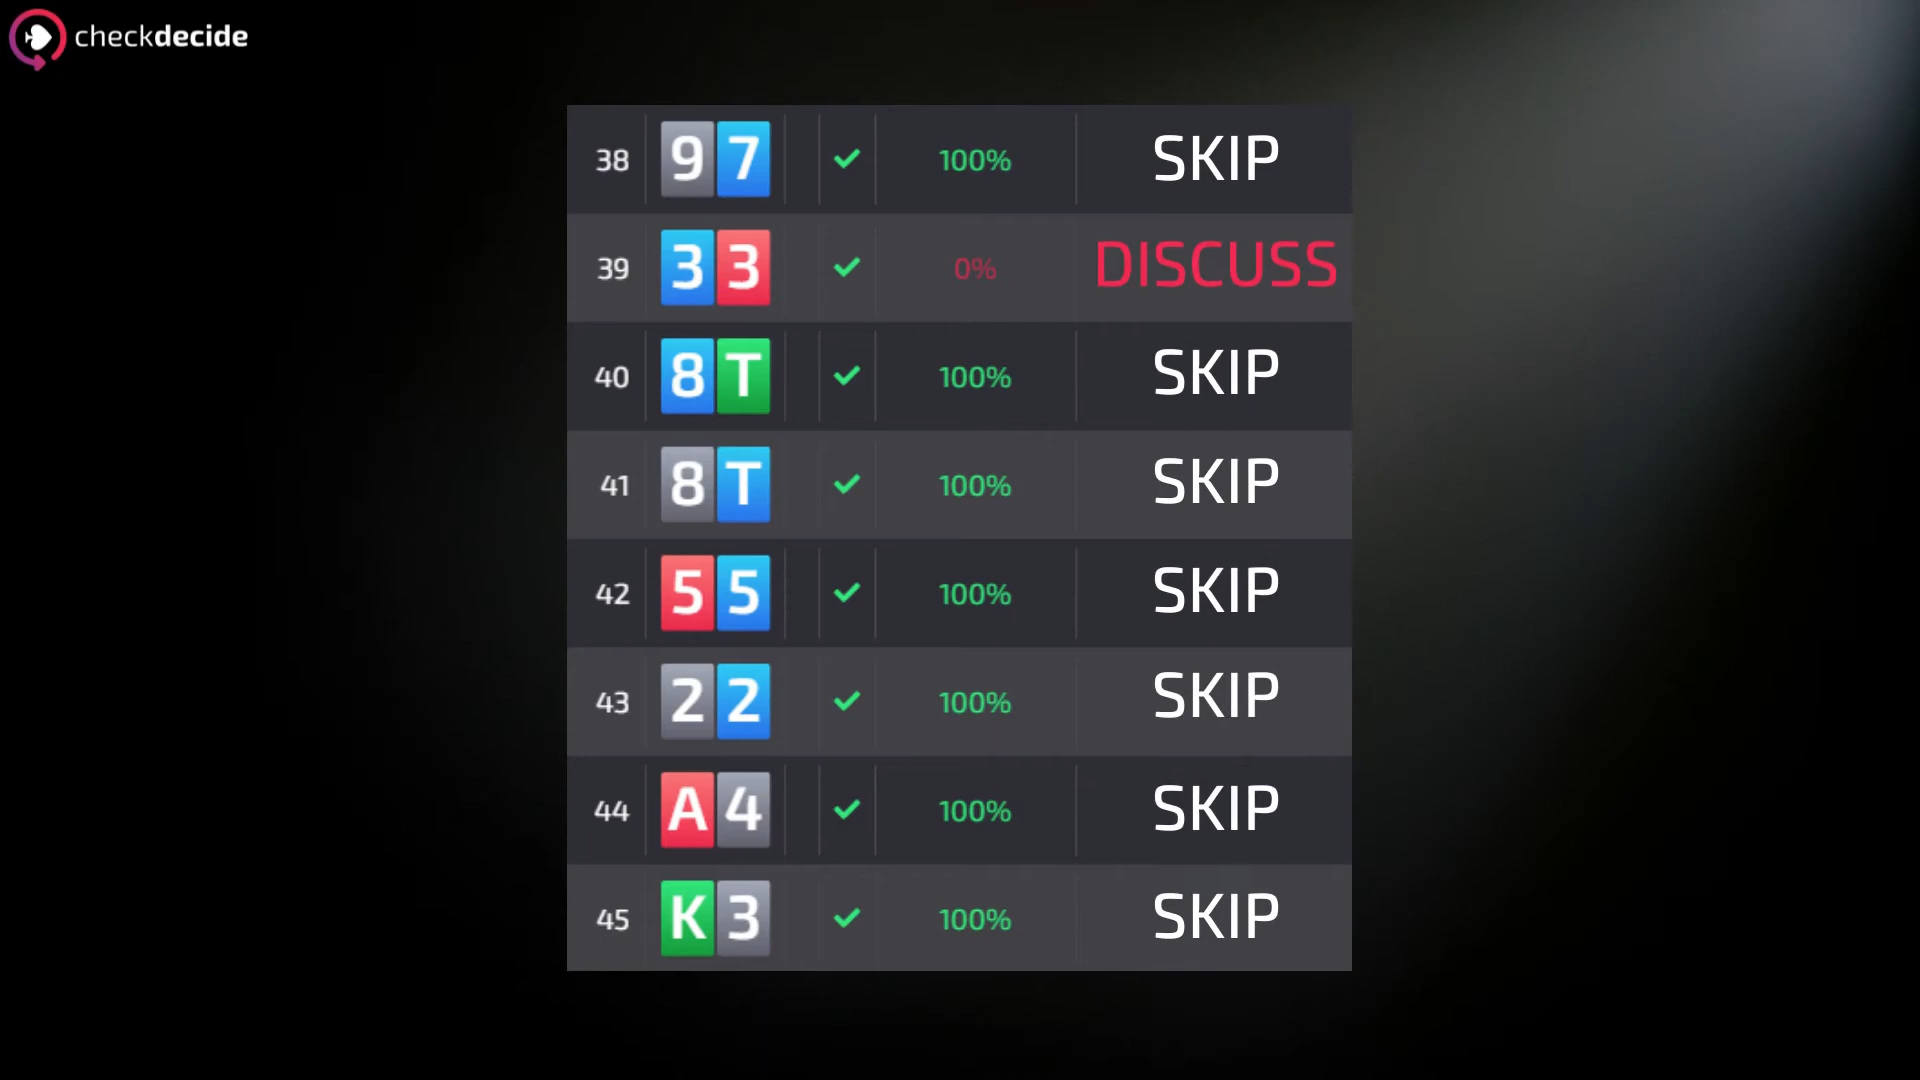 checkdecide
38 9 7 100% SKIP
39 3 3 0% DISCUSS
40 8 T 100% SKIP
41 8 T 100% SKIP
42 5 5 100% SKIP
43 2 2 100% SKIP
44 A 4 100% SKIP
45 K 3 100% SKIP